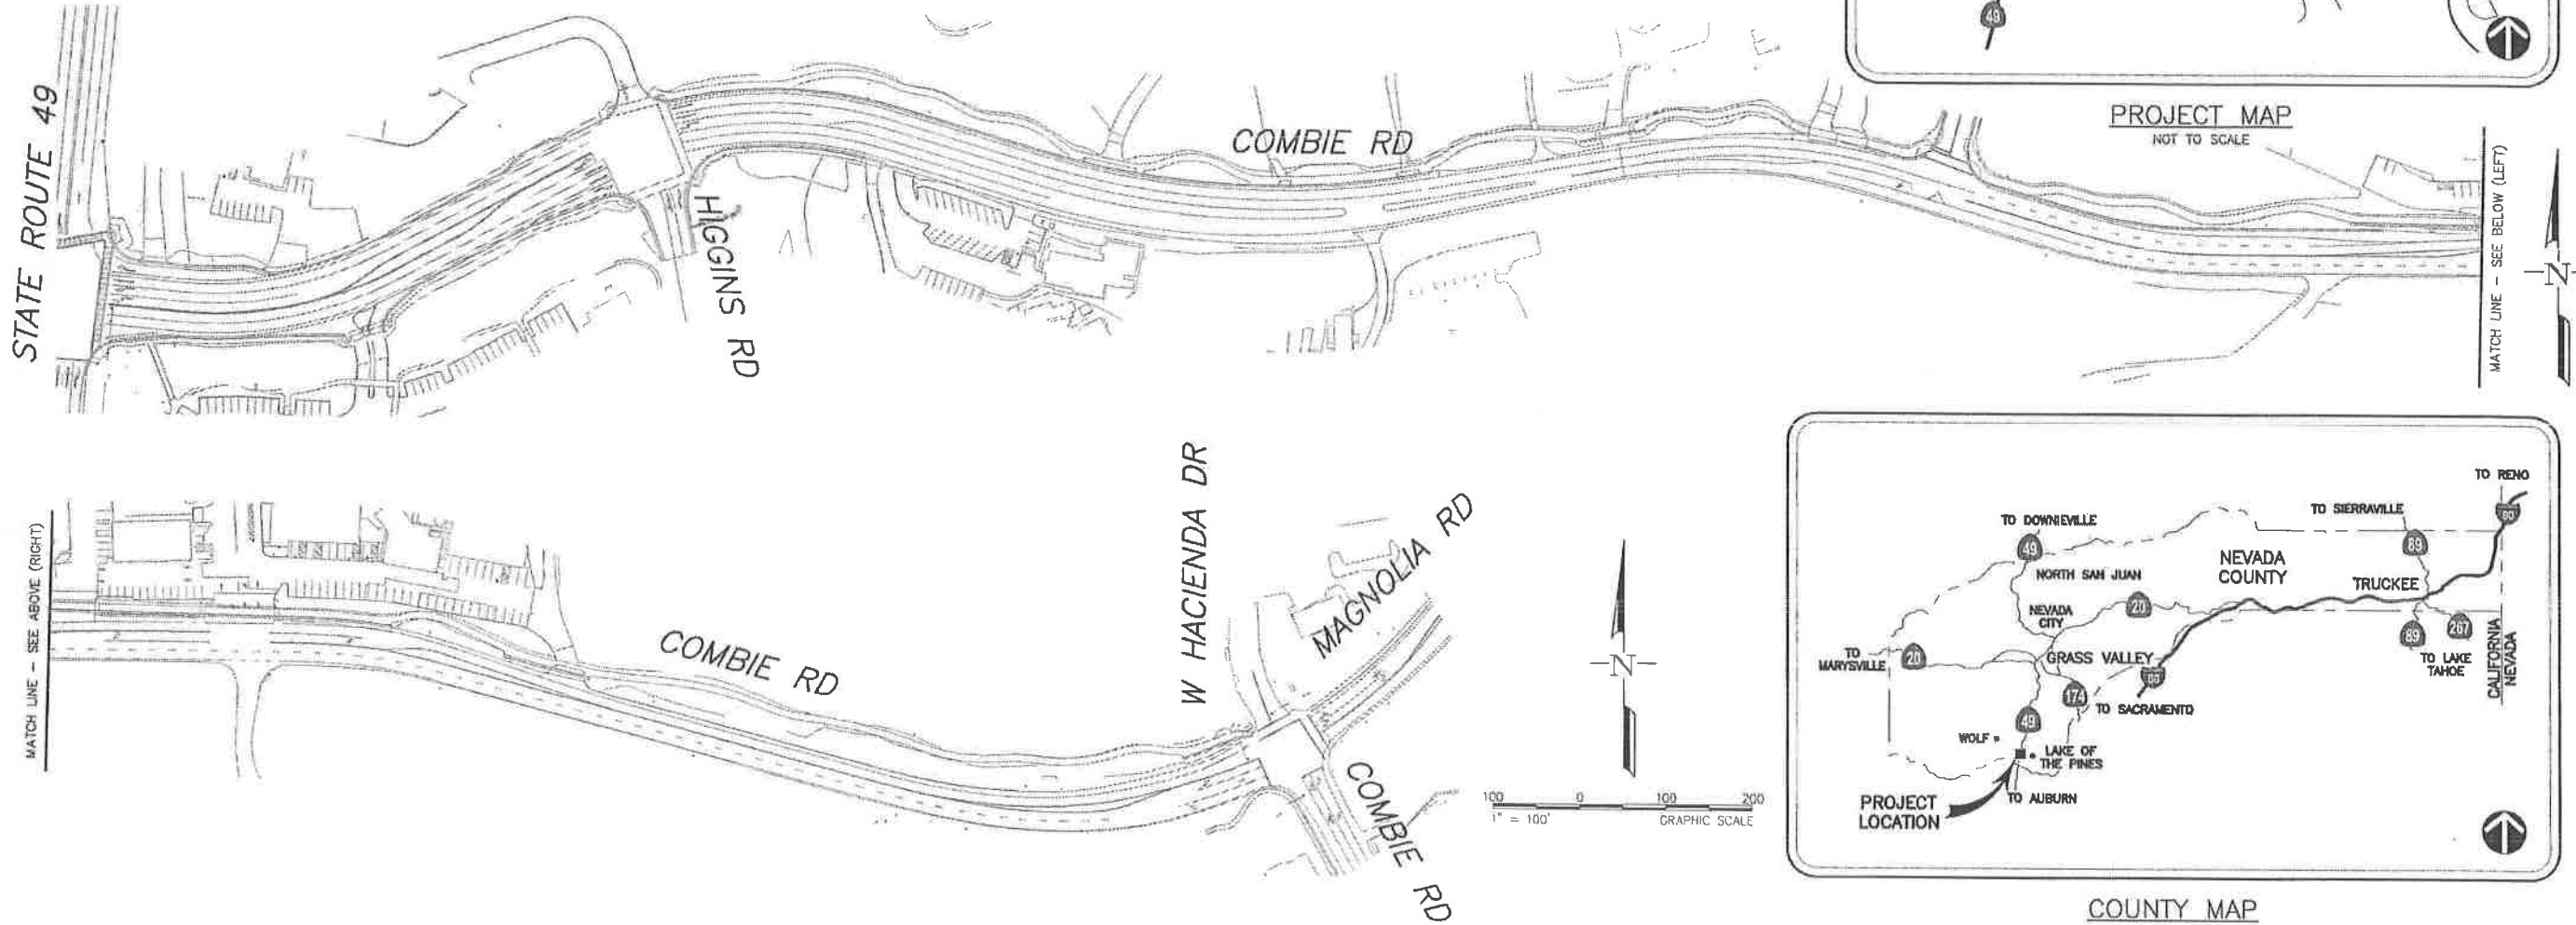 49
PROJECT MAP
NOT TO SCALE
STATE ROUTE 49
COMBIE RD
HIGGINS RD
MATCH LINE - SEE BELOW (LEFT)
N
MATCH LINE - SEE ABOVE (RIGHT)
COMBIE RD
W HACIENDA DR
MAGNOLIA RD
COMBIE RD
N
100 0 100 200
1" = 100' GRAPHIC SCALE
TO RENO
80
TO DOWNIEVILLE
TO SIERRAVILLE
49
89
NORTH SAN JUAN
NEVADA
COUNTY
TRUCKEE
NEVADA
CITY
20
TO
MARYSVILLE
20
GRASS VALLEY
80
89
267
TO LAKE
TAHOE
CALIFORNIA
NEVADA
174
TO SACRAMENTO
49
WOLF
LAKE OF
THE PINES
TO AUBURN
PROJECT
LOCATION
COUNTY MAP